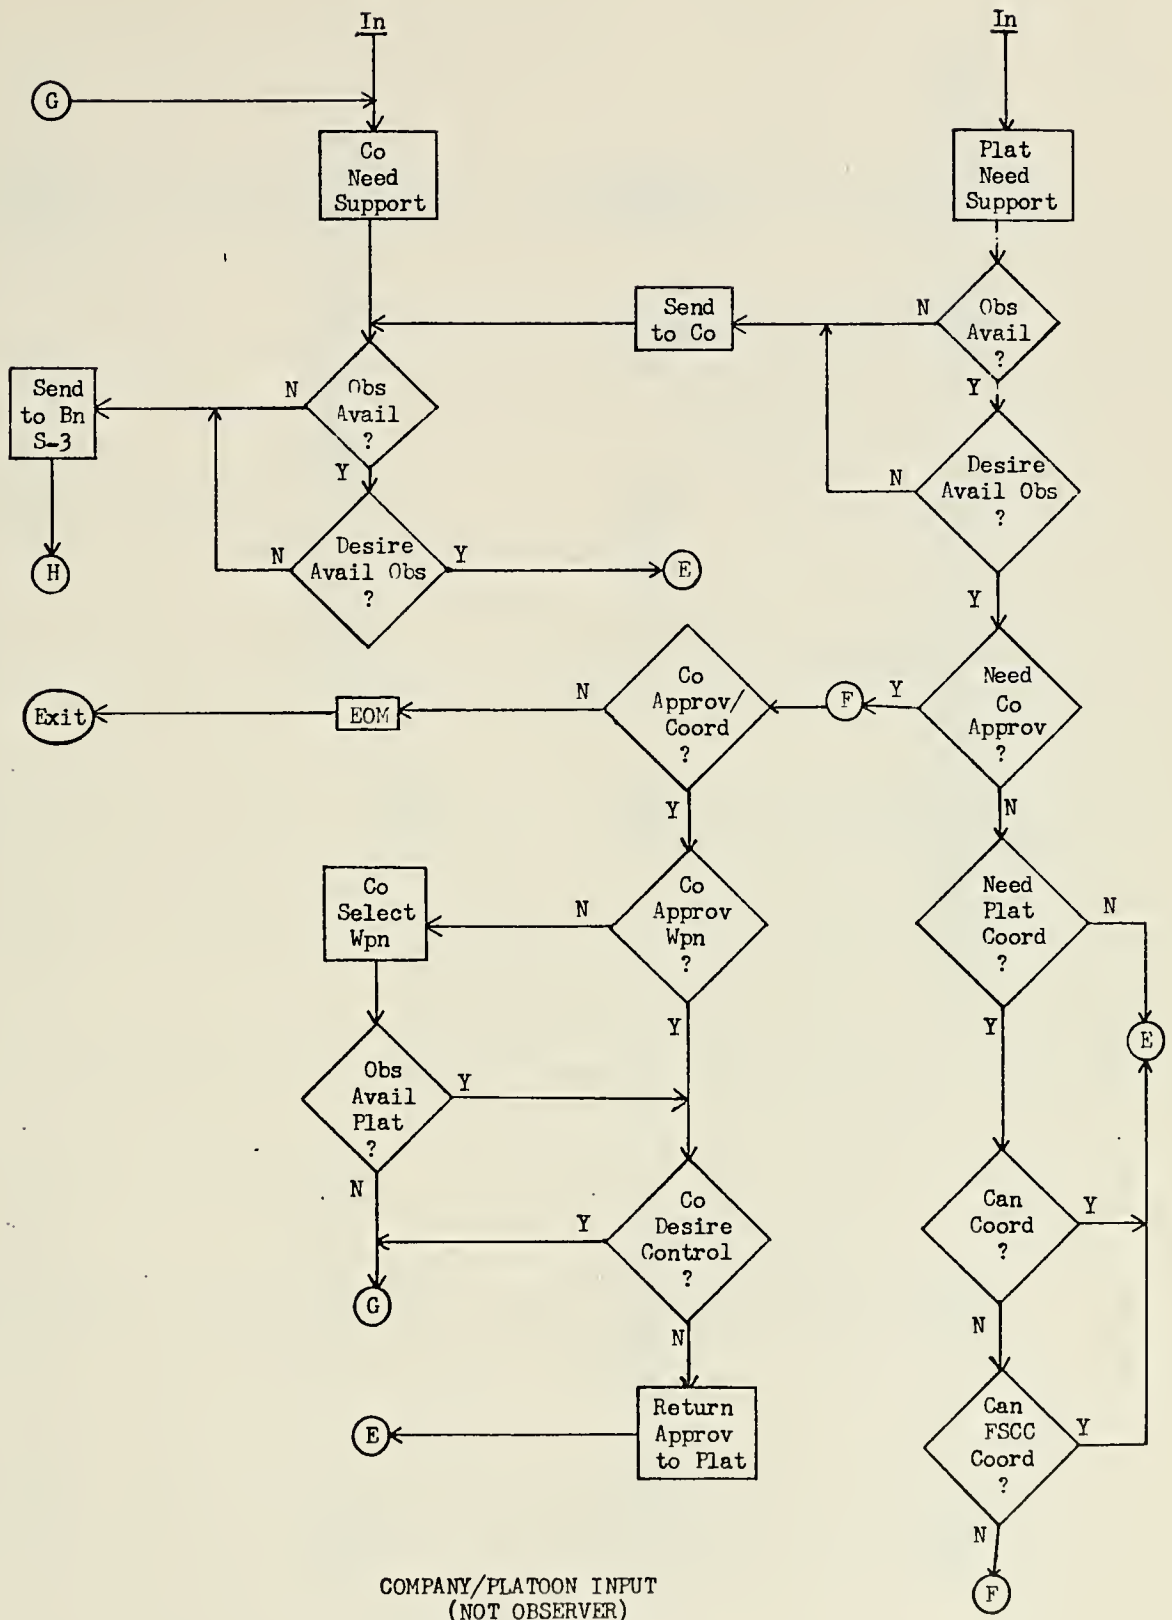 In
In
G
Co
Need
Support
Plat
Need
Support
Send
to Co
N
Obs
Avail
?
Y
Send
to Bn
S-3
N
Obs
Avail
?
Y
N
Desire
Avail Obs
?
Y
H
N
Desire
Avail Obs
?
Y
E
Exit
EOM
N
Co
Approv/
Coord
?
Y
F
Y
Need
Co
Approv
?
N
Co
Select
Wpn
N
Co
Approv
Wpn
?
Y
Need
Plat
Coord
?
N
Y
E
Obs
Avail
Plat
?
Y
N
G
Y
Co
Desire
Control
?
N
Can
Coord
?
Y
N
E
Return
Approv
to Plat
Can
FSCC
Coord
?
Y
N
F
COMPANY/PLATOON INPUT
(NOT OBSERVER)